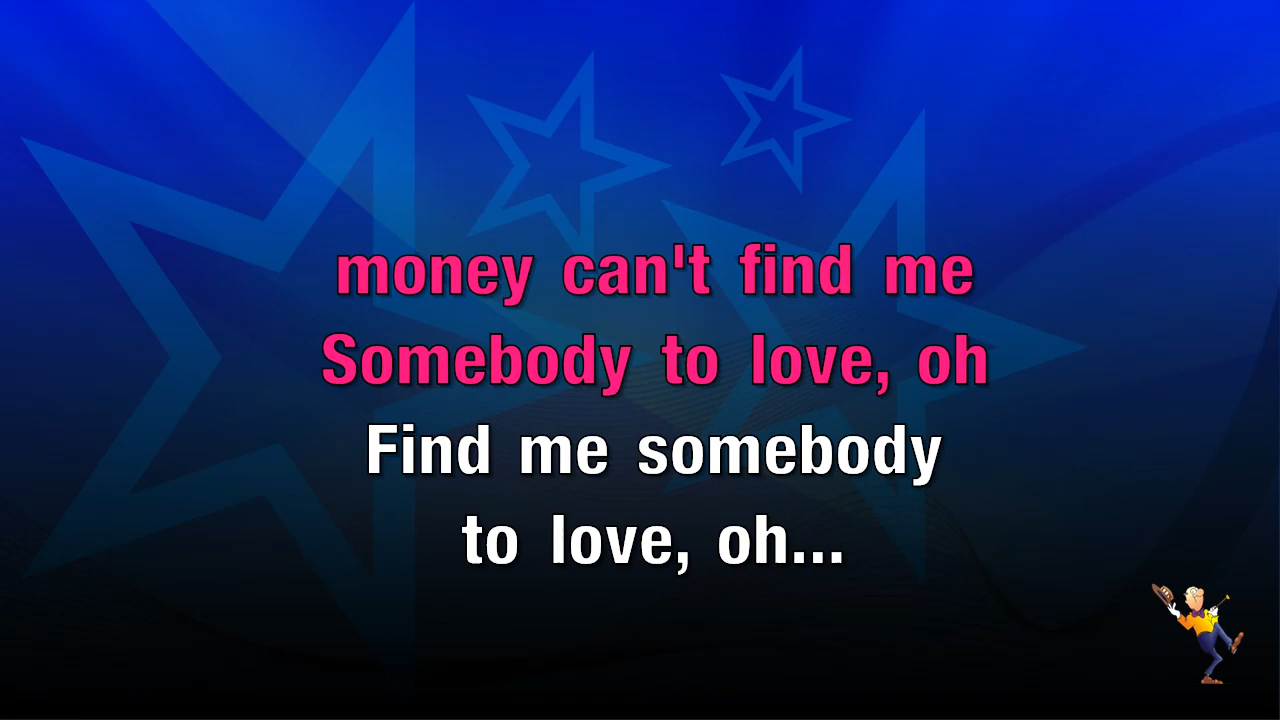 money can't find me
Somebody to love, oh
Find me somebody
to love, oh...